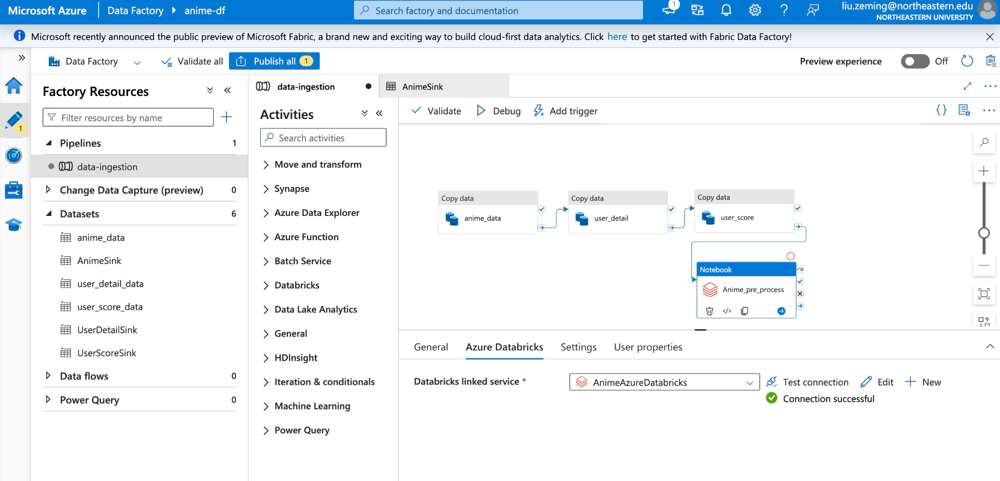 Microsoft Azure
Data Factory
anime-df
Search factory and documentation
1
liu.zeming@northeastern.edu
NORTHEASTERN UNIVERSITY
Microsoft recently announced the public preview of Microsoft Fabric, a brand new and exciting way to build cloud-first data analytics. Click here to get started with Fabric Data Factory!
Data Factory
Validate all
Publish all 1
Preview experience
Off
1
Factory Resources
Filter resources by name
Pipelines 1
data-ingestion
Change Data Capture (preview) 0
Datasets 6
anime_data
AnimeSink
user_detail_data
user_score_data
UserDetailSink
UserScoreSink
Data flows 0
Power Query 0
data-ingestion
AnimeSink
Activities
Search activities
Move and transform
Synapse
Azure Data Explorer
Azure Function
Batch Service
Databricks
Data Lake Analytics
General
HDInsight
Iteration & conditionals
Machine Learning
Power Query
Validate
Debug
Add trigger
Copy data
anime_data
Copy data
user_detail
Copy data
user_score
Notebook
Anime_pre_process
General
Azure Databricks
Settings
User properties
Databricks linked service *
AnimeAzureDatabricks
Test connection
Edit
New
Connection successful